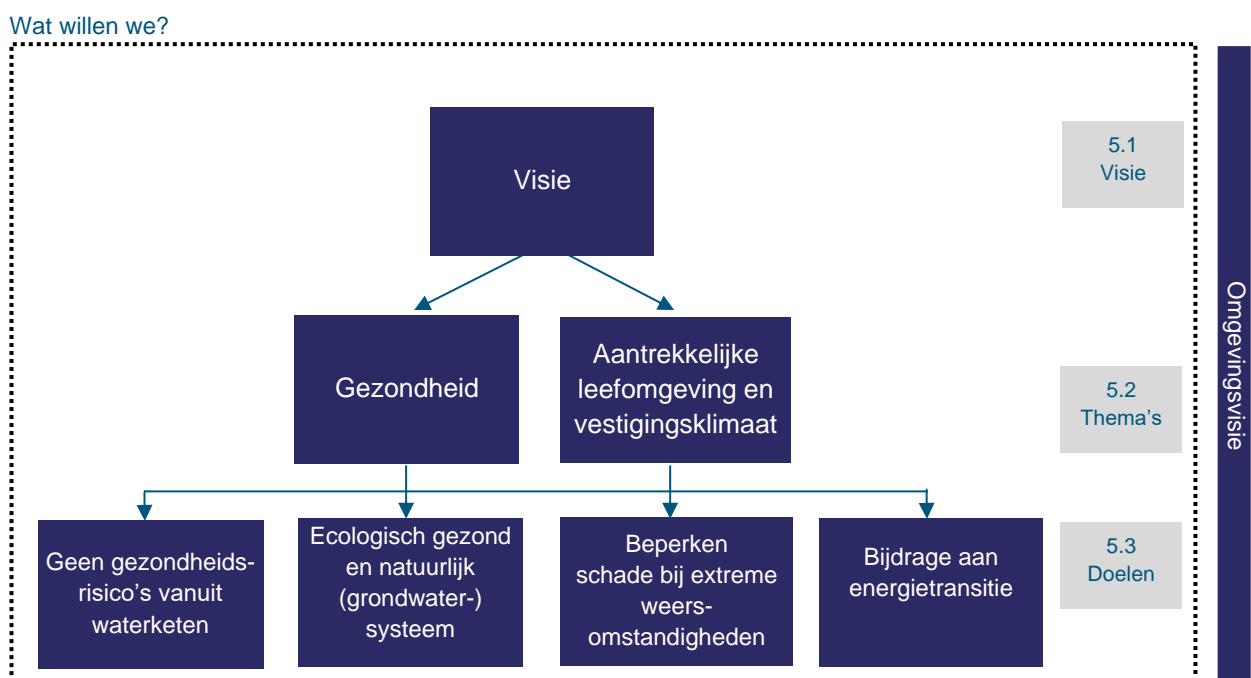 Wat willen we?
Visie
5.1
Visie
Gezondheid
Aantrekkelijke
leefomgeving en
vestigingsklimaat
5.2
Thema's
Omgevingsvisie
Geen gezondheids-
risico's vanuit
waterketen
Ecologisch gezond
en natuurlijk
(grondwater-)
systeem
Beperken
schade bij extreme
weers-
omstandigheden
Bijdrage aan
energietransitie
5.3
Doelen